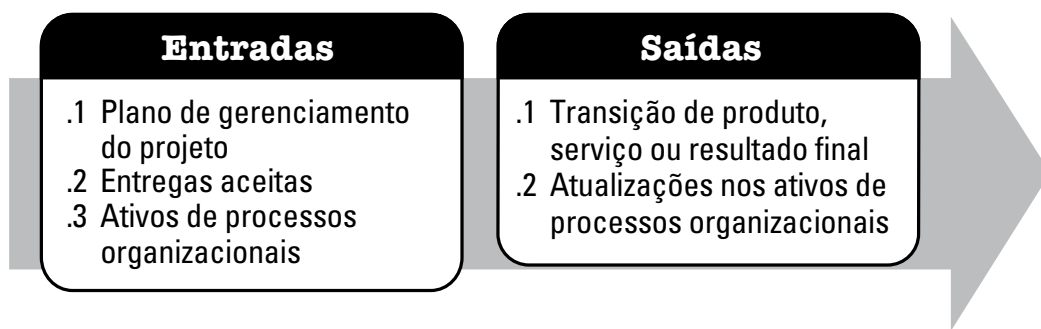 Entradas
.1 Plano de gerenciamento
do projeto
.2 Entregas aceitas
.3 Ativos de processos
organizacionais
Saídas
.1 Transição de produto,
serviço ou resultado final
.2 Atualizações nos ativos de
processos organizacionais